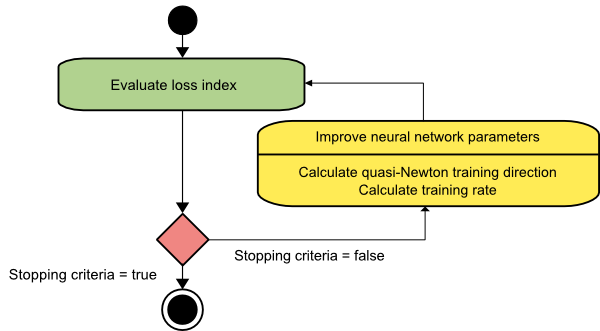 Evaluate loss index
Improve neural network parameters
Calculate quasi-Newton training direction
Calculate training rate
Stopping criteria = false
Stopping criteria = true